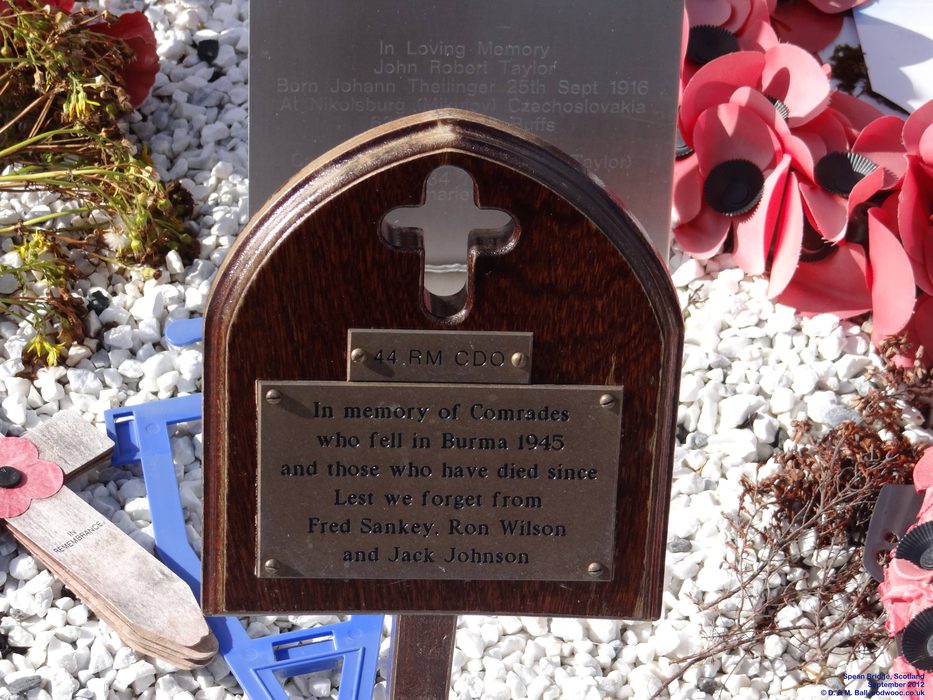 In Loving Memory
John Robert Taylor
Born Johann Theilinger 25th Sept 1916
At Nikolsburg Czechoslovakia
Buffs
Taylor)
44 RM CDO
In memory of Comrades
who fell in Burma 1945
and those who have died since
Lest we forget from
Fred Sankey, Ron Wilson
and Jack Johnson
IN
REMEMBRANCE
Spean Bridge, Scotland
September 2012